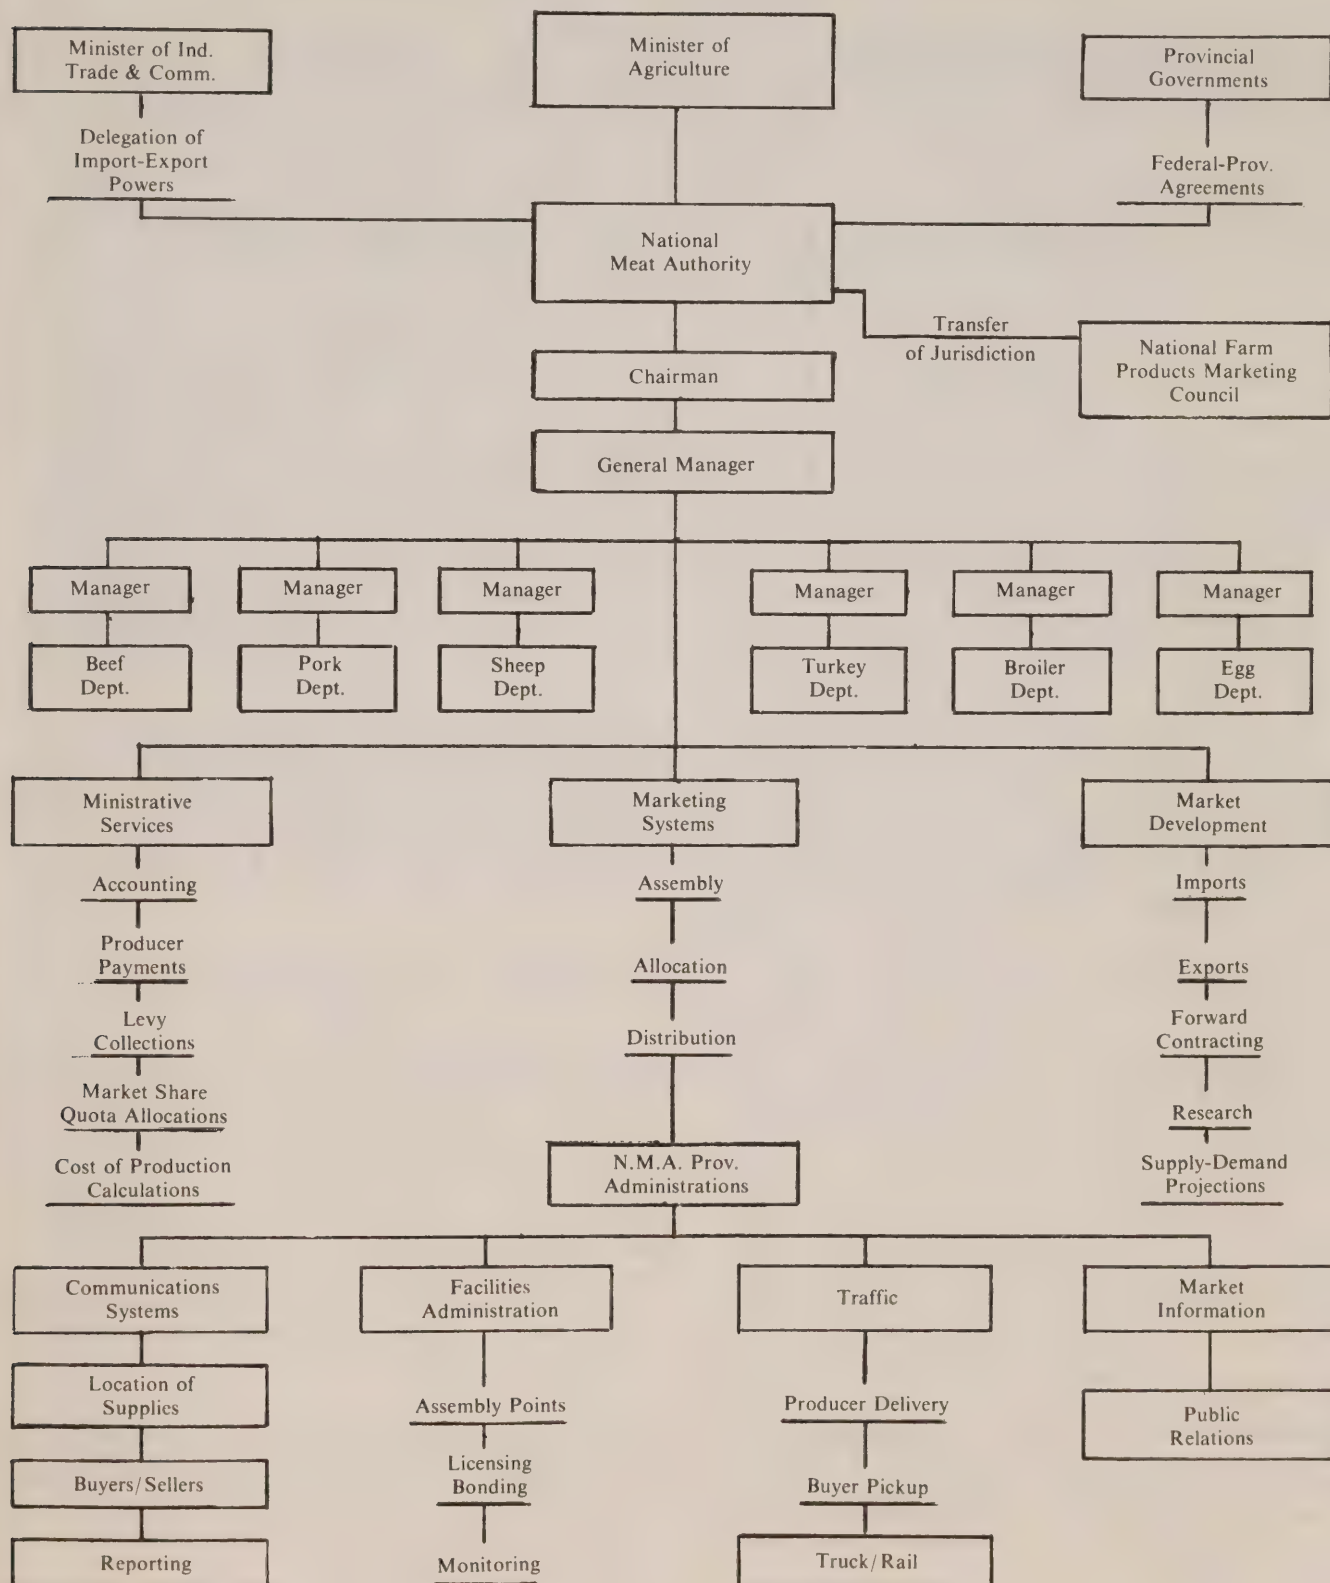 Minister of Ind.
Trade & Comm.
Minister of
Agriculture
Provincial
Governments
Delegation of
Import-Export
Powers
Federal-Prov.
Agreements
National
Meat Authority
Transfer
of Jurisdiction
National Farm
Products Marketing
Council
Chairman
General Manager
Manager
Manager
Manager
Manager
Manager
Manager
Beef
Dept.
Pork
Dept.
Sheep
Dept.
Turkey
Dept.
Broiler
Dept.
Egg
Dept.
Ministrative
Services
Marketing
Systems
Market
Development
Accounting
Assembly
Imports
Producer
Payments
Allocation
Exports
Levy
Collections
Distribution
Forward
Contracting
Market Share
Quota Allocations
Research
Cost of Production
Calculations
N.M.A. Prov.
Administrations
Supply-Demand
Projections
Communications
Systems
Facilities
Administration
Traffic
Market
Information
Location of
Supplies
Assembly Points
Producer Delivery
Public
Relations
Buyers/Sellers
Licensing
Bonding
Buyer Pickup
Reporting
Monitoring
Truck/Rail